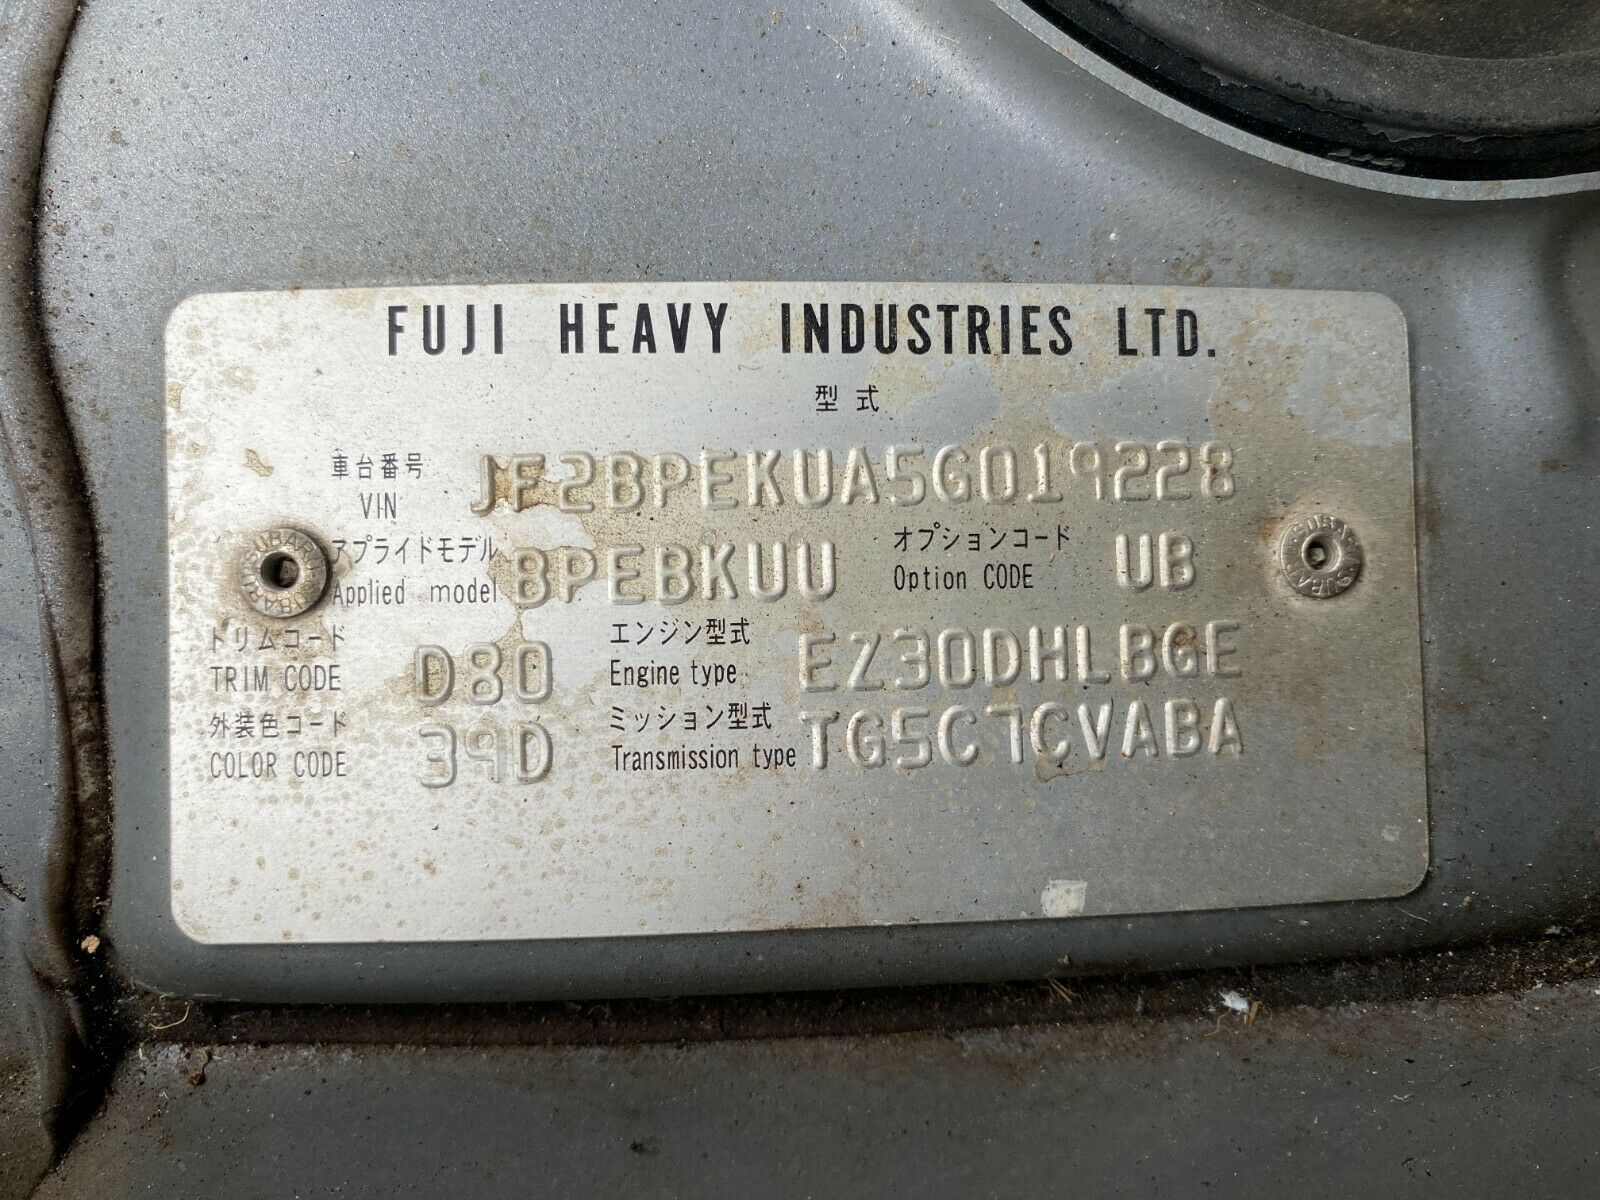 FUJI HEAVY INDUSTRIES LTD.
型式
車台番号 JF2BPEKUA5G019228
VIN
アプライドモデル BPEBKUU オプションコード UB
Applied model Option CODE
トリムコード D80 エンジン型式 EZ30DHLBGE
TRIM CODE Engine type
外装色コード 39D ミッション型式 TG5C7CVABA
COLOR CODE Transmission type
SUBARU
SUBARU